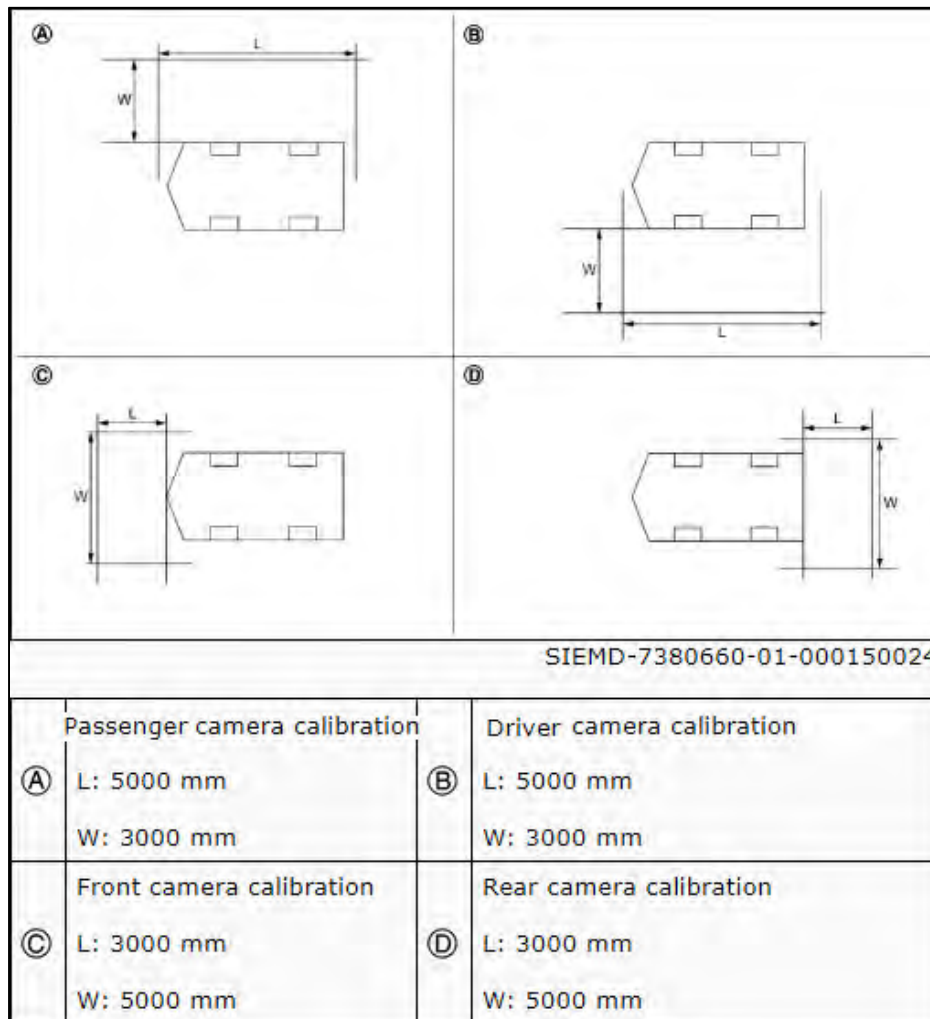 Ⓐ
L
W
Ⓑ
W
L
Ⓒ
L
W
Ⓓ
L
W
SIEMD-7380660-01-000150024
Ⓐ
Passenger camera calibration
L: 5000 mm
W: 3000 mm
Ⓑ
Driver camera calibration
L: 5000 mm
W: 3000 mm
Ⓒ
Front camera calibration
L: 3000 mm
W: 5000 mm
Ⓓ
Rear camera calibration
L: 3000 mm
W: 5000 mm